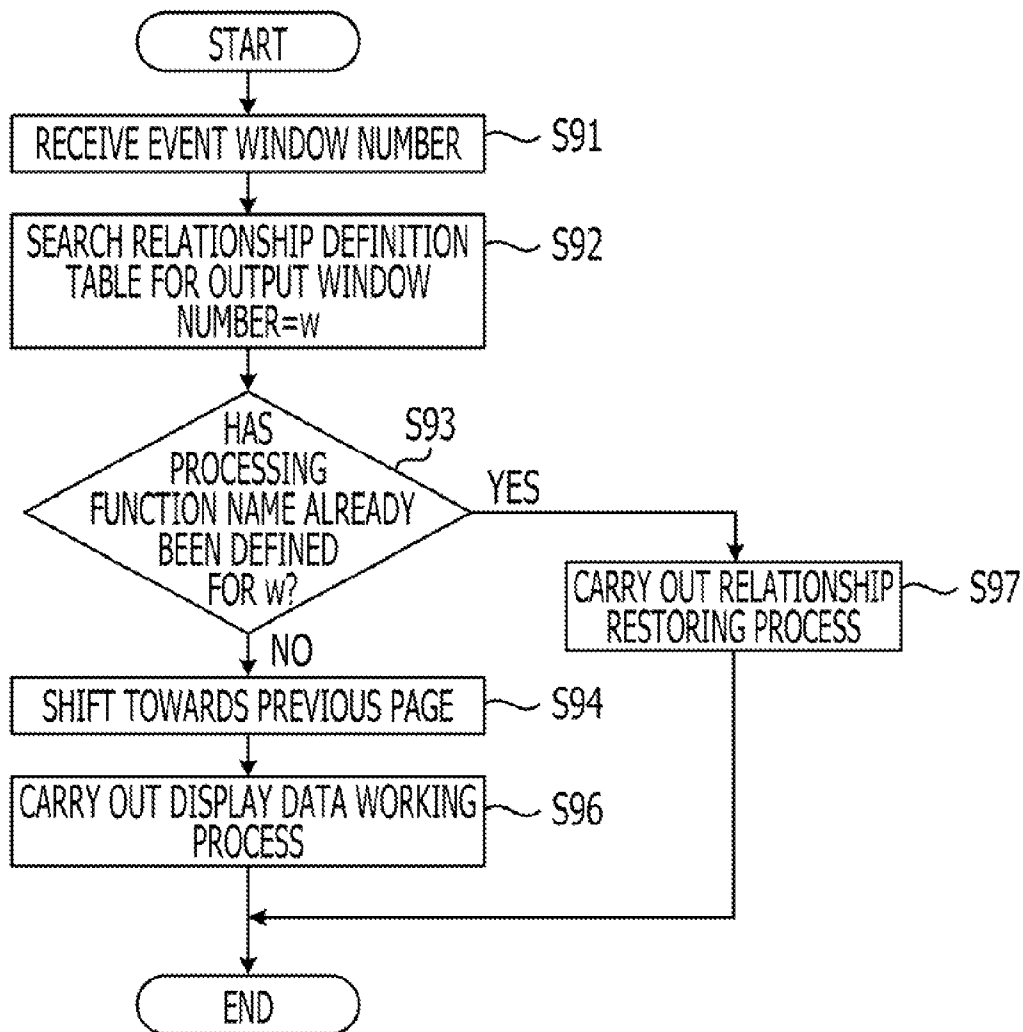 START
RECEIVE EVENT WINDOW NUMBER
S91
SEARCH RELATIONSHIP DEFINITION
TABLE FOR OUTPUT WINDOW
NUMBER=w
S92
HAS
PROCESSING
FUNCTION NAME ALREADY
BEEN DEFINED
FOR w?
S93
YES
CARRY OUT RELATIONSHIP
RESTORING PROCESS
S97
NO
SHIFT TOWARDS PREVIOUS PAGE
S94
CARRY OUT DISPLAY DATA WORKING
PROCESS
S96
END